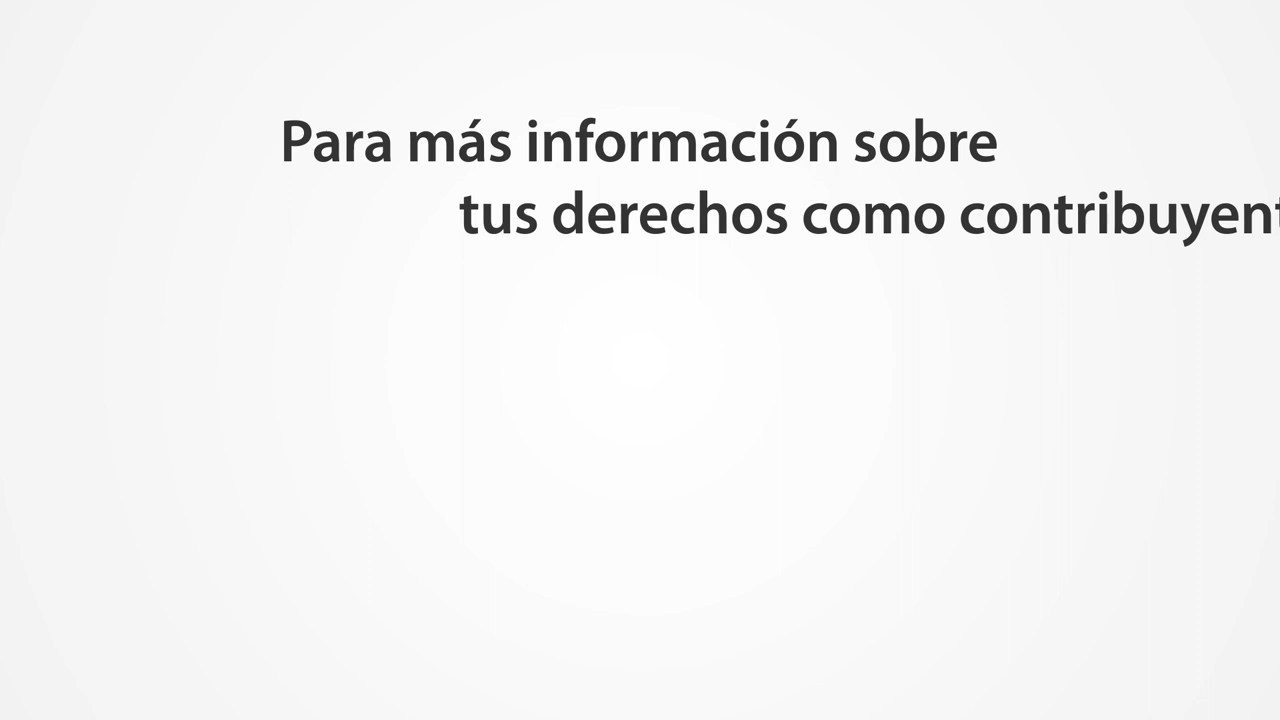 Para más información sobre
tus derechos como contribuyent